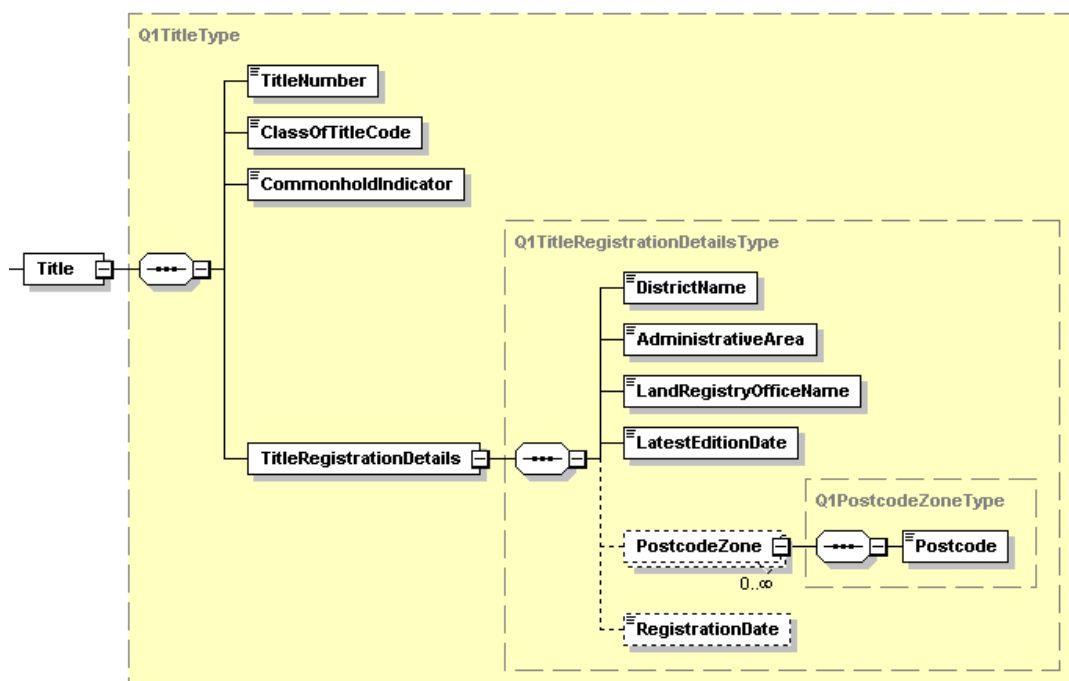 Q1TitleType
TitleNumber
ClassOfTitleCode
CommonholdIndicator
Q1TitleRegistrationDetailsType
Title
DistrictName
AdministrativeArea
LandRegistryOfficeName
LatestEditionDate
TitleRegistrationDetails
Q1PostcodeZoneType
PostcodeZone
Postcode
0..∞
RegistrationDate